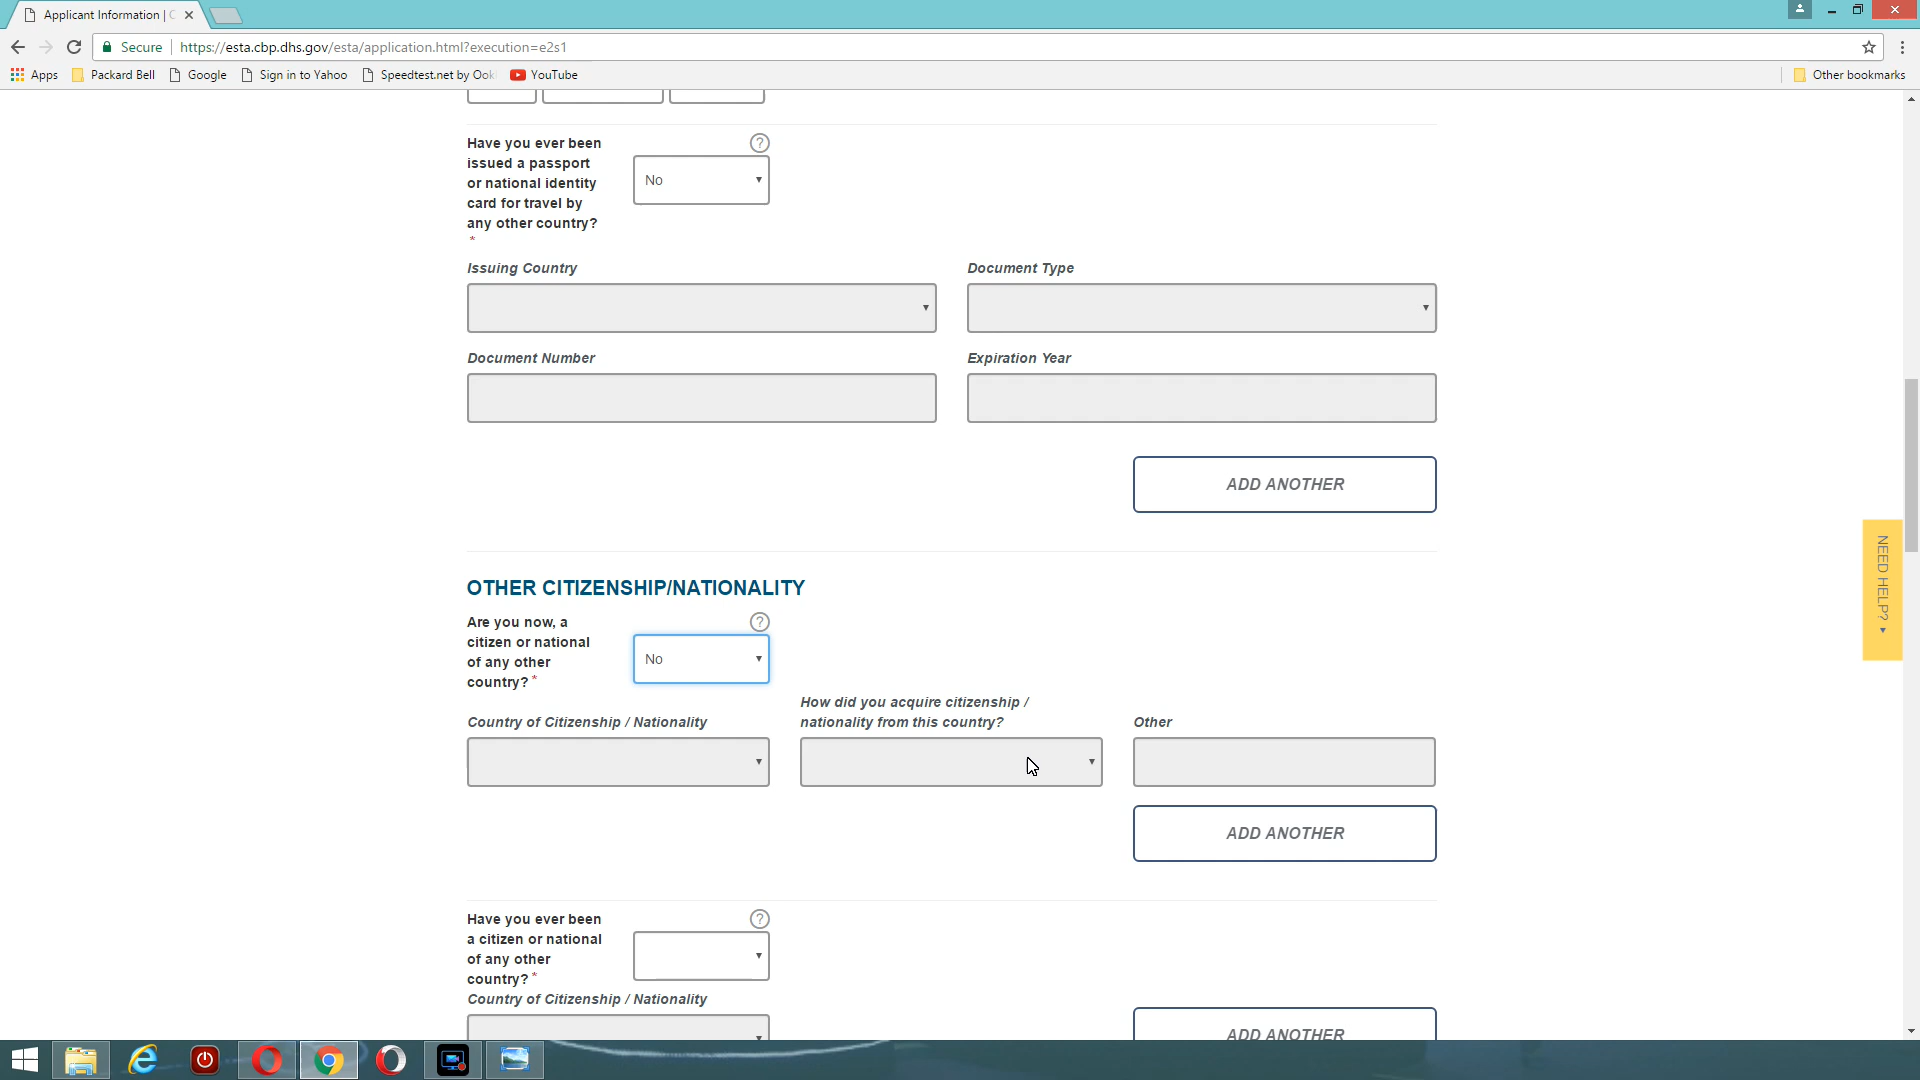 Applicant Information | C
Secure
https://esta.cbp.dhs.gov/esta/application.html?execution=e2s1
Apps
Packard Bell
Google
Sign in to Yahoo
Speedtest.net by Ook
YouTube
Other bookmarks
Have you ever been
issued a passport
or national identity
card for travel by
any other country?
*
?
No
Issuing Country
Document Type
Document Number
Expiration Year
ADD ANOTHER
NEED HELP?
OTHER CITIZENSHIP/NATIONALITY
Are you now, a
citizen or national
of any other
country? *
?
No
Country of Citizenship / Nationality
How did you acquire citizenship /
nationality from this country?
Other
ADD ANOTHER
Have you ever been
a citizen or national
of any other
country? *
?
Country of Citizenship / Nationality
ADD ANOTHER